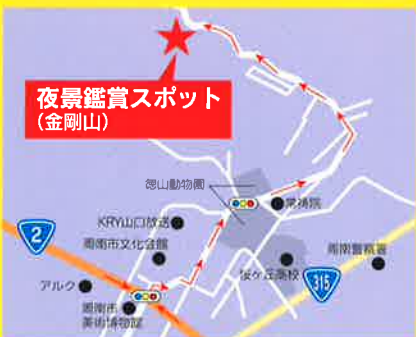 夜景鑑賞スポット
(金剛山)
徳山動物園
KRY山口放送
周南市文化会館
2
アルク
周南市
美術博物館
桜ケ丘高校
周南警察署
315